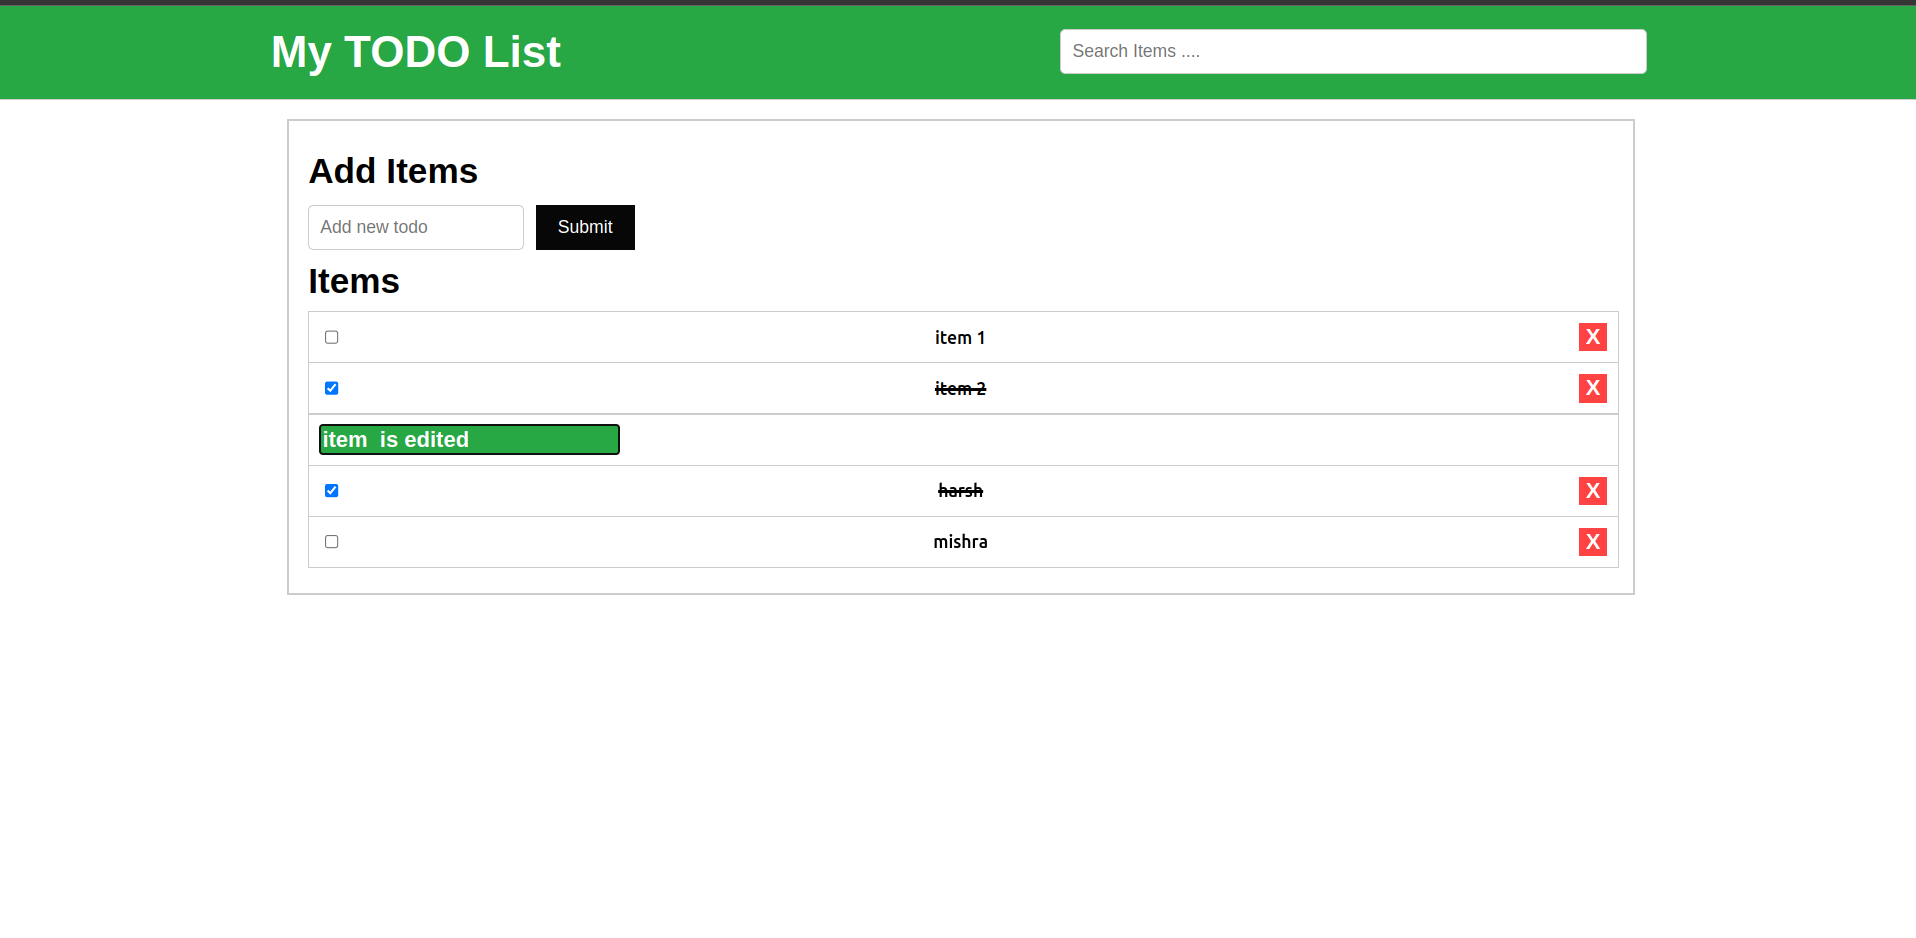 My TODO List
Search Items ....
Add Items
Add new todo
Submit
Items
item 1
X
item 2
X
item  is edited
harsh
X
mishra
X